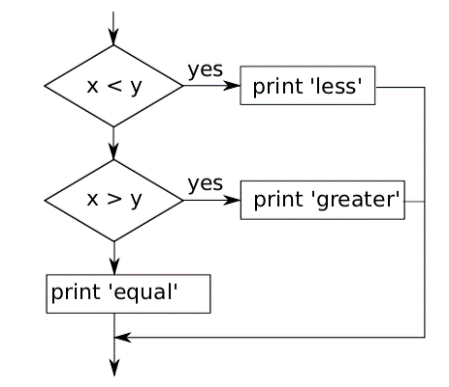 x < y
yes
print 'less'
x > y
yes
print 'greater'
print 'equal'